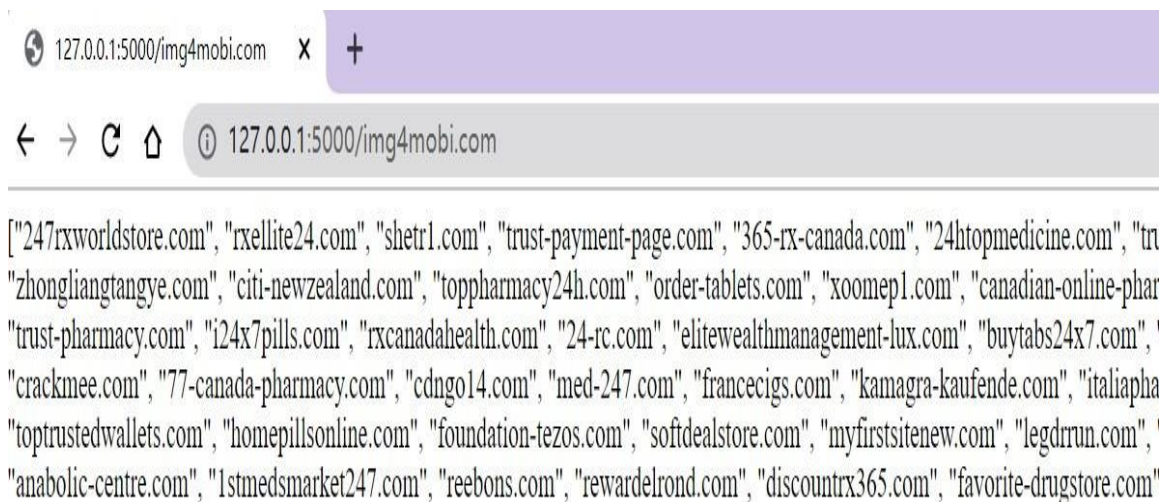 127.0.0.1:5000/img4mobi.com
127.0.0.1:5000/img4mobi.com
["247rxworldstore.com", "rxellite24.com", "shetr1.com", "trust-payment-page.com", "365-rx-canada.com", "24htopmedicine.com", "tru
"zhongliangtangye.com", "citi-newzealand.com", "toppharmacy24h.com", "order-tablets.com", "xoomep1.com", "canadian-online-phar
"trust-pharmacy.com", "i24x7pills.com", "rxcanadahealth.com", "24-rc.com", "elitewealthmanagement-lux.com", "buytabs24x7.com", "
"crackmee.com", "77-canada-pharmacy.com", "cdngo14.com", "med-247.com", "francecigs.com", "kamagra-kaufende.com", "italiapha
"toptrustedwallets.com", "homepillsonline.com", "foundation-tezos.com", "softdealstore.com", "myfirstsitenew.com", "legdrrun.com", "
"anabolic-centre.com", "1stmedsmarket247.com", "reebons.com", "rewardelrond.com", "discountrx365.com", "favorite-drugstore.com"